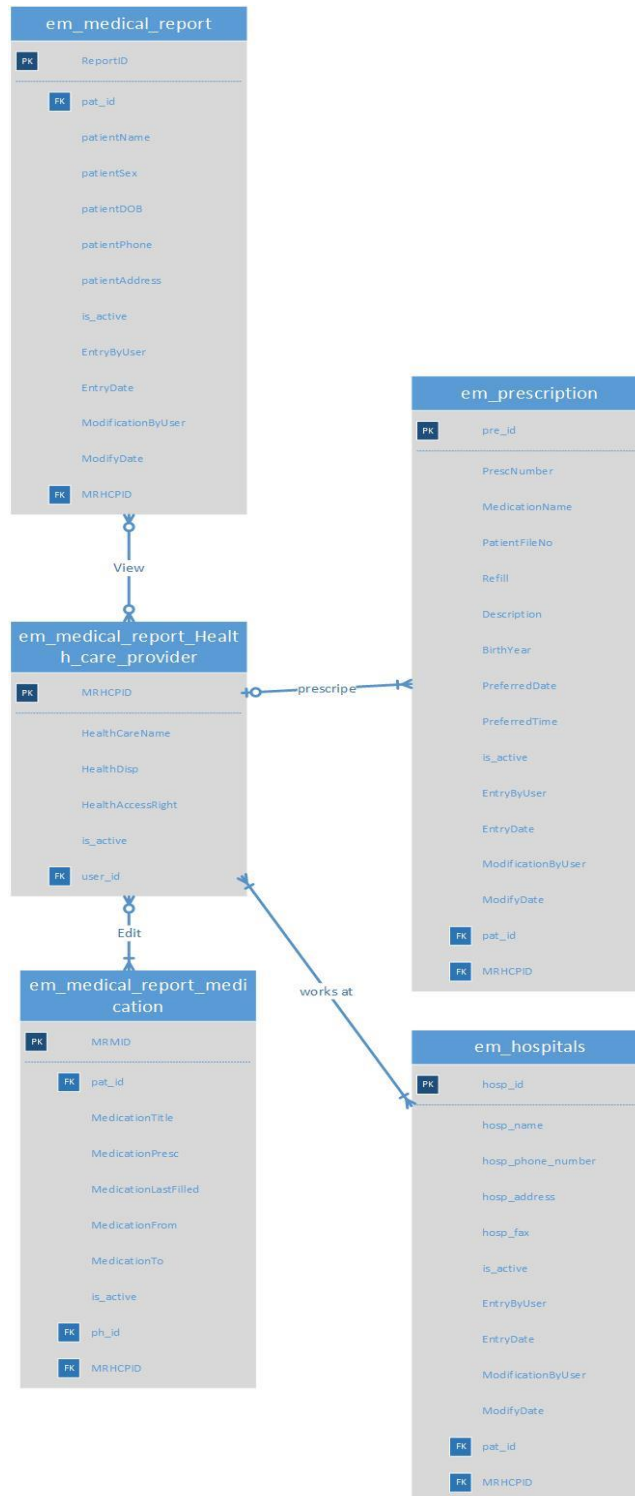 em_medical_report
PK ReportID
FK pat_id
patientName
patientSex
patientDOB
patientPhone
patientAddress
is_active
EntryByUser
EntryDate
ModificationByUser
ModifyDate
FK MRHCPID
View
em_medical_report_Healt
h_care_provider
PK MRHCPID
HealthCareName
HealthDisp
HealthAccessRight
is_active
FK user_id
prescripe
Edit
works at
em_medical_report_medi
cation
PK MRMID
FK pat_id
MedicationTitle
MedicationPresc
MedicationLastFilled
MedicationFrom
MedicationTo
is_active
FK ph_id
FK MRHCPID
em_prescription
PK pre_id
PrescNumber
MedicationName
PatientFileNo
Refill
Description
BirthYear
PreferredDate
PreferredTime
is_active
EntryByUser
EntryDate
ModificationByUser
ModifyDate
FK pat_id
FK MRHCPID
em_hospitals
PK hosp_id
hosp_name
hosp_phone_number
hosp_address
hosp_fax
is_active
EntryByUser
EntryDate
ModificationByUser
ModifyDate
FK pat_id
FK MRHCPID